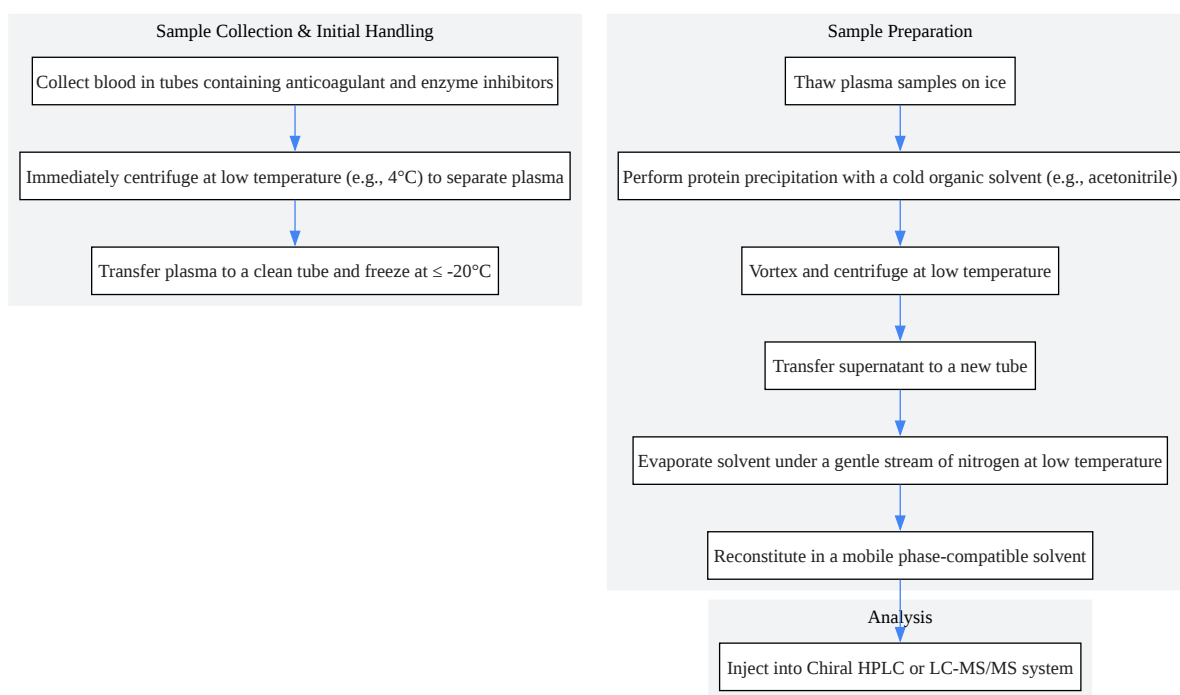 Sample Collection & Initial Handling
Collect blood in tubes containing anticoagulant and enzyme inhibitors
Immediately centrifuge at low temperature (e.g., 4°C) to separate plasma
Transfer plasma to a clean tube and freeze at ≤ -20°C
Sample Preparation
Thaw plasma samples on ice
Perform protein precipitation with a cold organic solvent (e.g., acetonitrile)
Vortex and centrifuge at low temperature
Transfer supernatant to a new tube
Evaporate solvent under a gentle stream of nitrogen at low temperature
Reconstitute in a mobile phase-compatible solvent
Analysis
Inject into Chiral HPLC or LC-MS/MS system